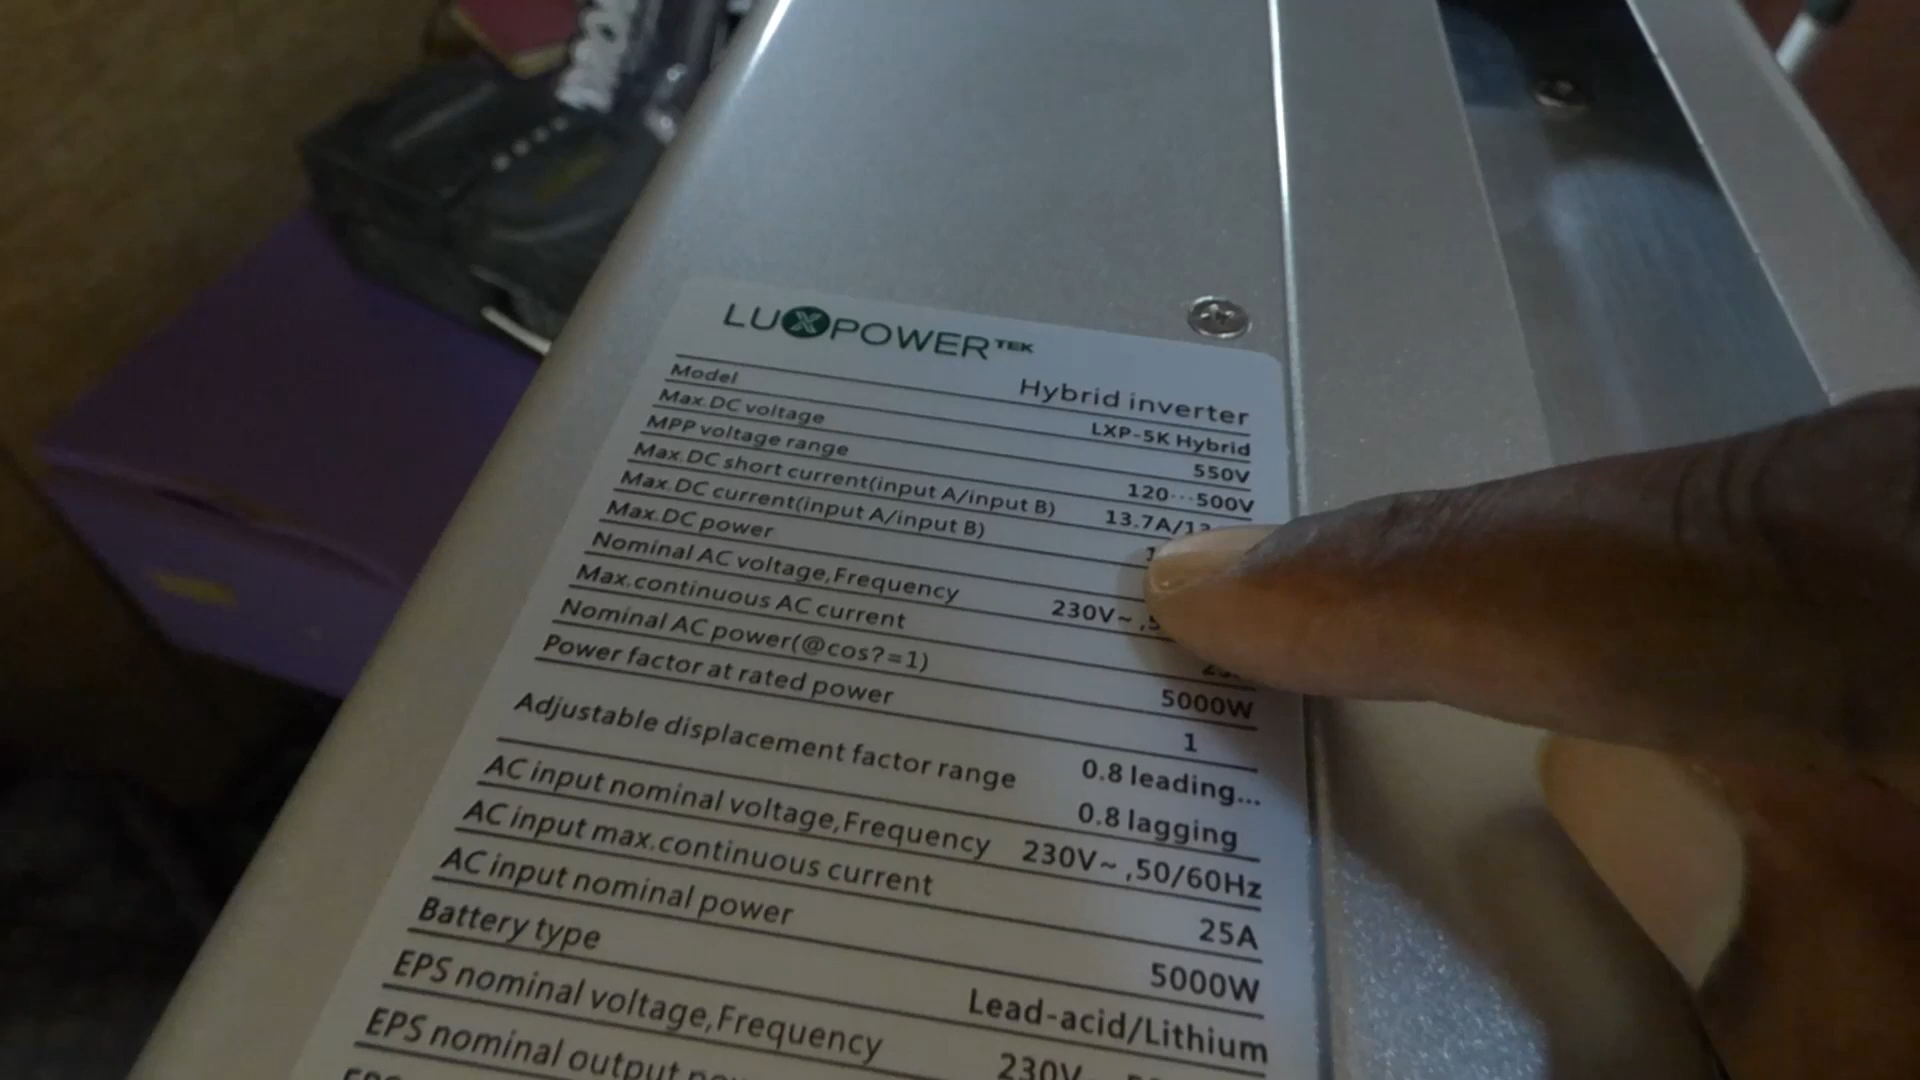 LUXPOWER TEK
Hybrid inverter
Model LXP-5K Hybrid
Max.DC voltage 550V
MPP voltage range 120···500V
Max.DC short current(input A/input B) 13.7A/13
Max.DC current(input A/input B)
Max.DC power
Nominal AC voltage,Frequency 230V~ ,5
Max.continuous AC current
Nominal AC power(@cos?=1) 5000W
Power factor at rated power 1
Adjustable displacement factor range 0.8 leading...
0.8 lagging
AC input nominal voltage,Frequency 230V~ ,50/60Hz
AC input max.continuous current 25A
AC input nominal power 5000W
Battery type Lead-acid/Lithium
EPS nominal voltage,Frequency 230V
EPS nominal output